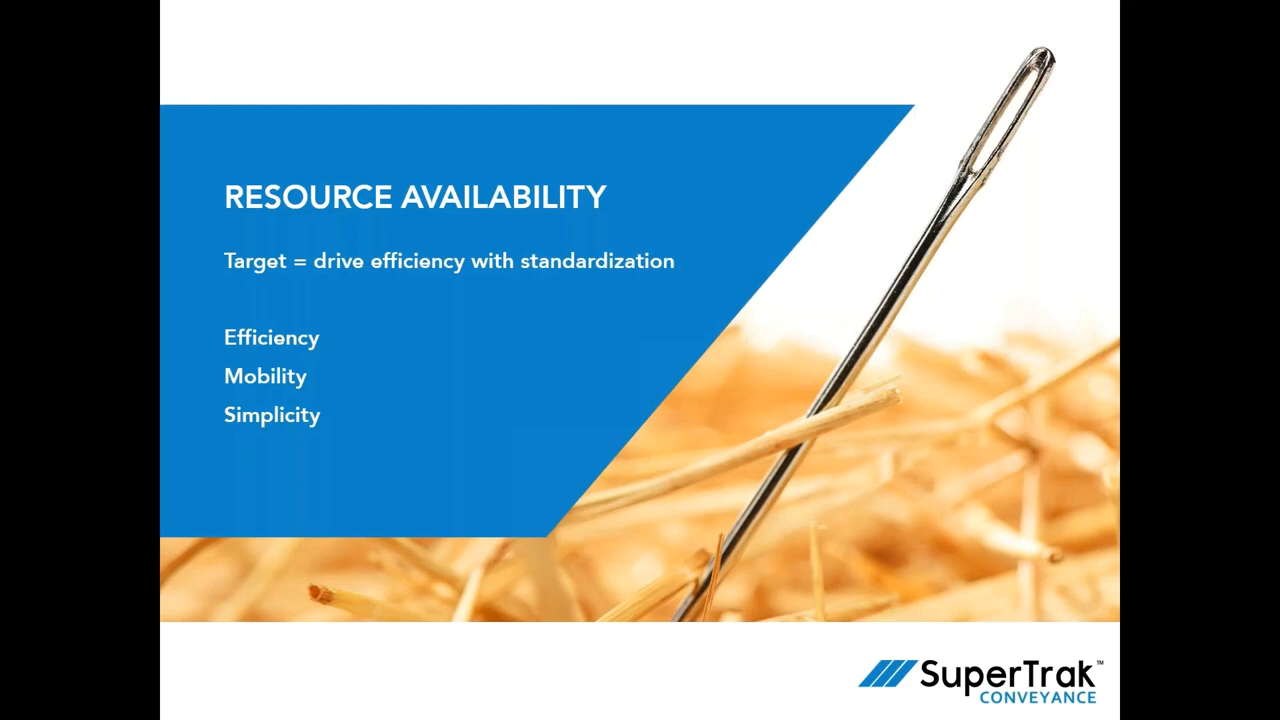 RESOURCE AVAILABILITY
Target = drive efficiency with standardization
Efficiency
Mobility
Simplicity
SuperTrak™
CONVEYANCE